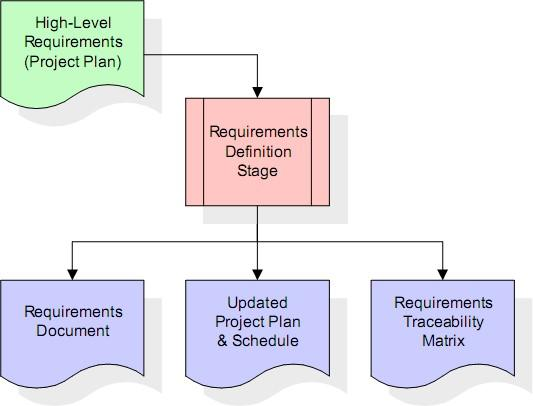 High-Level
Requirements
(Project Plan)
Requirements
Definition
Stage
Requirements
Document
Updated
Project Plan
& Schedule
Requirements
Traceability
Matrix